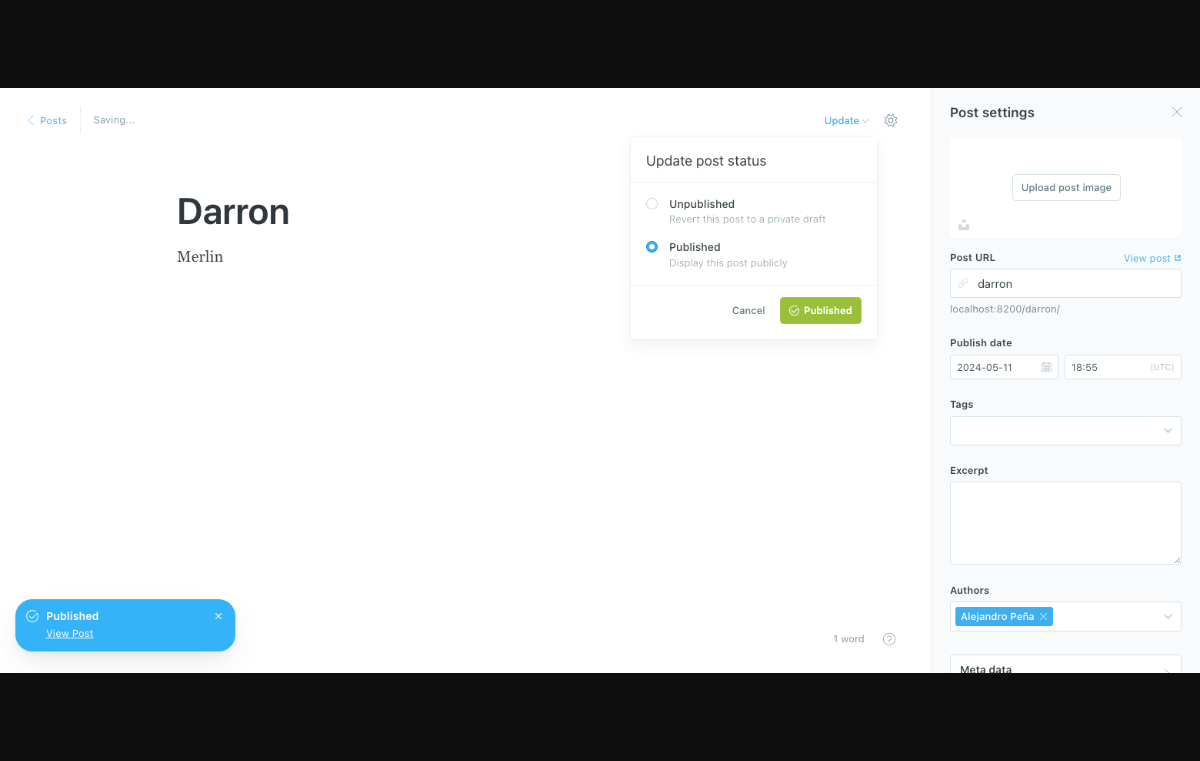 Posts
Saving...
Update
Darron
Merlin
Update post status
Unpublished
Revert this post to a private draft
Published
Display this post publicly
Cancel
Published
Published
View Post
1 word
?
Post settings
Upload post image
Post URL
View post
darron
localhost:8200/darron/
Publish date
2024-05-11
18:55
(UTC)
Tags
Excerpt
Authors
Alejandro Peña
Meta data